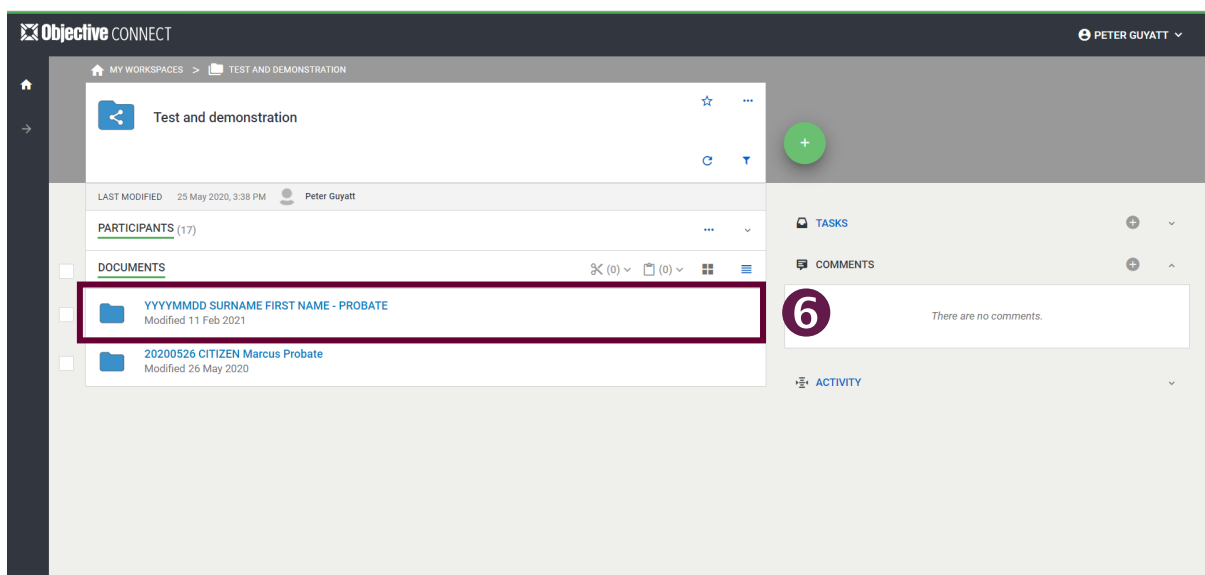 Objective CONNECT
PETER GUYATT
MY WORKSPACES > TEST AND DEMONSTRATION
Test and demonstration
LAST MODIFIED 25 May 2020, 3:38 PM Peter Guyatt
PARTICIPANTS (17)
DOCUMENTS (0) (0)
YYYYMMDD SURNAME FIRST NAME - PROBATE
Modified 11 Feb 2021
20200526 CITIZEN Marcus Probate
Modified 26 May 2020
6
TASKS
COMMENTS
There are no comments.
ACTIVITY